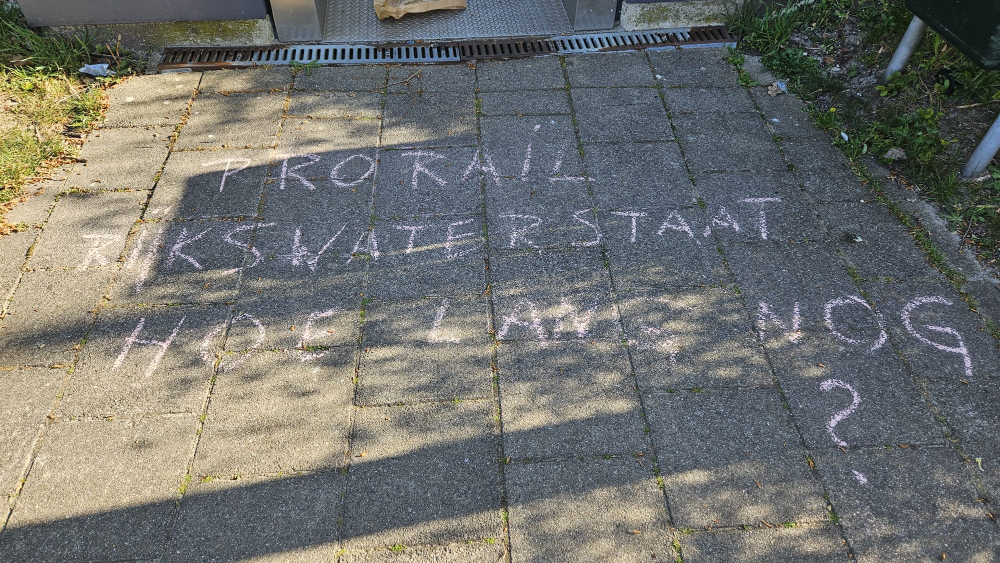 PRORAIL
RIJKSWATERSTAAT
HOE LANG NOG
?